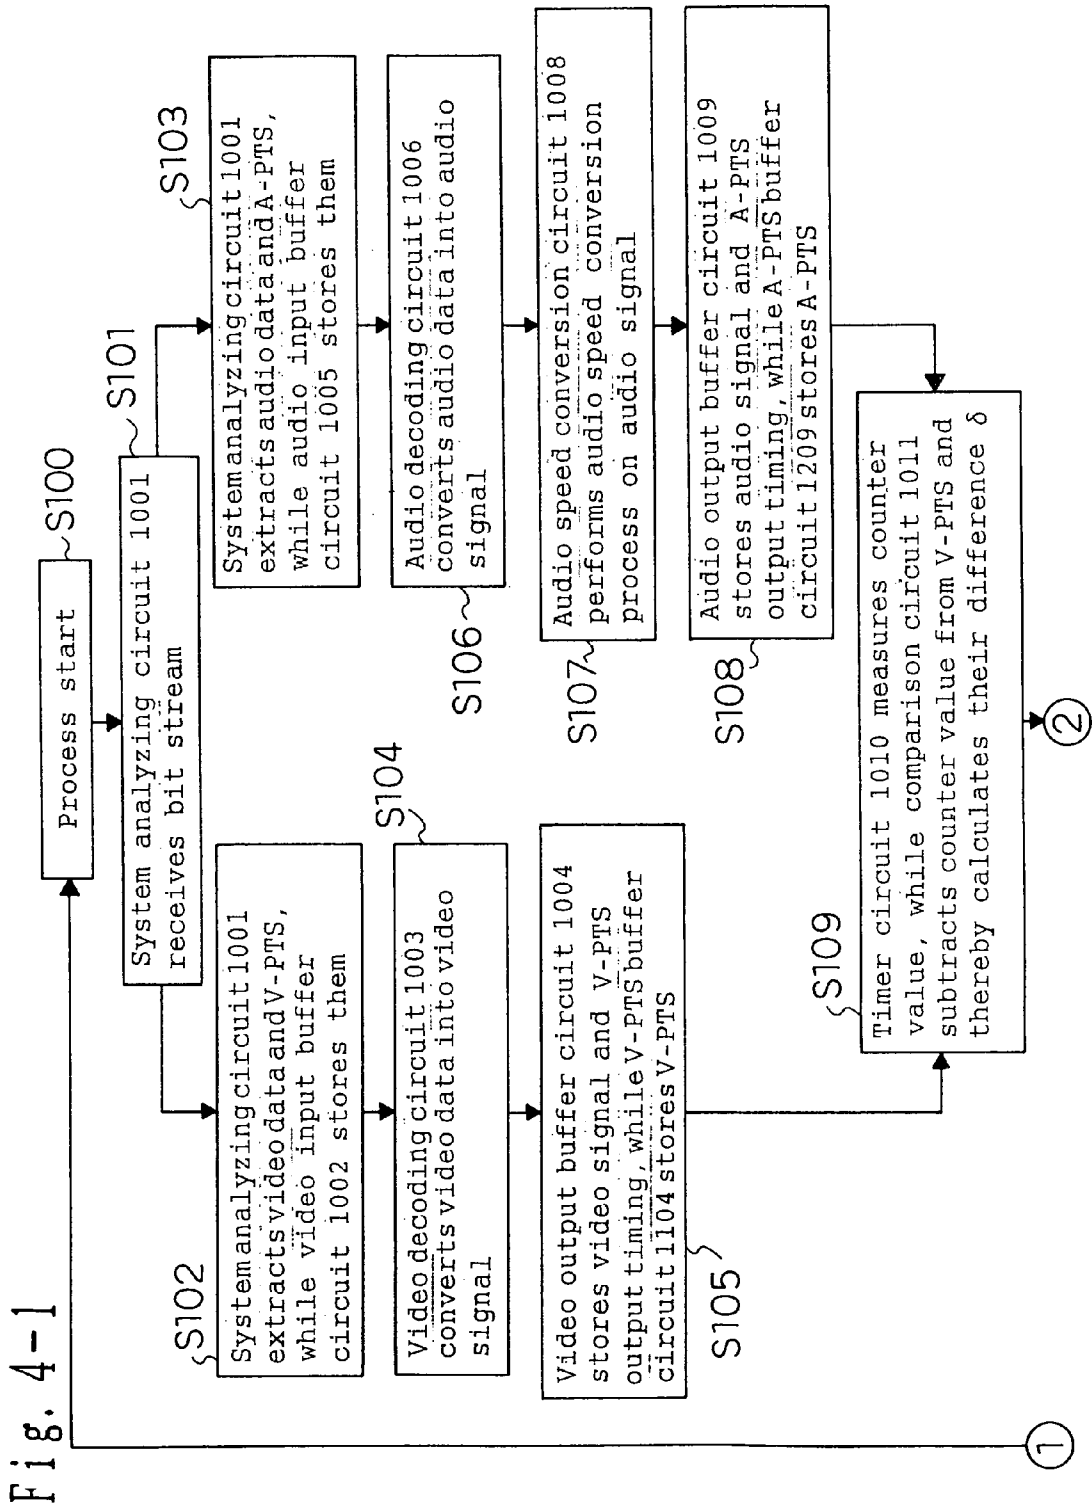 Fig. 4-1
S100
Process start
S101
System analyzing circuit 1001
receives bit stream
S102
System analyzing circuit 1001
extracts video data and V-PTS,
while video input buffer
circuit 1002 stores them
S103
System analyzing circuit 1001
extracts audio data and A-PTS,
while audio input buffer
circuit 1005 stores them
S104
Video decoding circuit 1003
converts video data into video
signal
S106
Audio decoding circuit 1006
converts audio data into audio
signal
S105
Video output buffer circuit 1004
stores video signal and V-PTS
output timing, while V-PTS buffer
circuit 1104 stores V-PTS
S107
Audio speed conversion circuit 1008
performs audio speed conversion
process on audio signal
S108
Audio output buffer circuit 1009
stores audio signal and A-PTS
output timing, while A-PTS buffer
circuit 1209 stores A-PTS
S109
Timer circuit 1010 measures counter
value, while comparison circuit 1011
subtracts counter value from V-PTS and
thereby calculates their difference δ
1
2